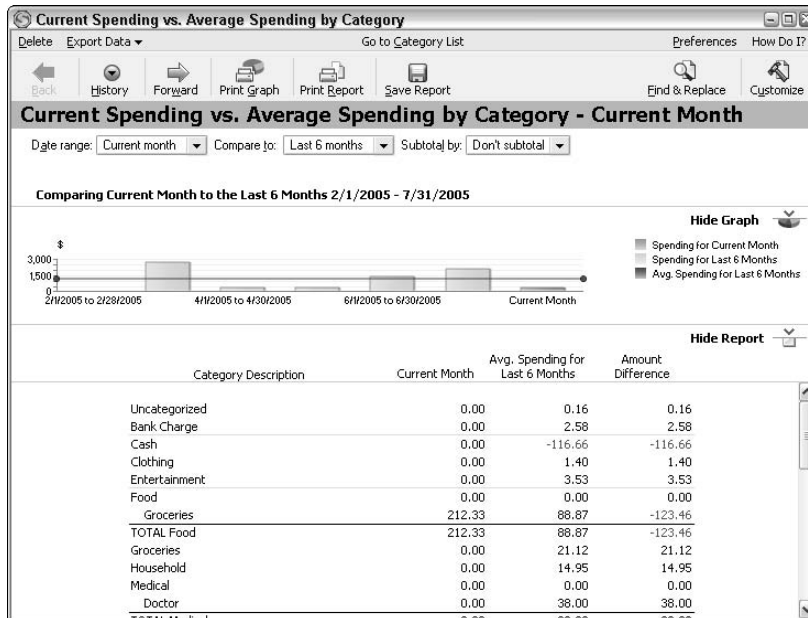 Current Spending vs. Average Spending by Category
Delete Export Data Go to Category List Preferences How Do I?
Back History Forward Print Graph Print Report Save Report Find & Replace Customize
Current Spending vs. Average Spending by Category - Current Month
Date range: Current month Compare to: Last 6 months Subtotal by: Don't subtotal
Comparing Current Month to the Last 6 Months 2/1/2005 - 7/31/2005
Hide Graph
$
3,000
1,500
0
2/1/2005 to 2/28/2005 4/1/2005 to 4/30/2005 6/1/2005 to 6/30/2005 Current Month
Spending for Current Month
Spending for Last 6 Months
Avg. Spending for Last 6 Months
Hide Report
Category Description Current Month Avg. Spending for Last 6 Months Amount Difference
Uncategorized 0.00 0.16 0.16
Bank Charge 0.00 2.58 2.58
Cash 0.00 -116.66 -116.66
Clothing 0.00 1.40 1.40
Entertainment 0.00 3.53 3.53
Food 0.00 0.00 0.00
Groceries 212.33 88.87 -123.46
TOTAL Food 212.33 88.87 -123.46
Groceries 0.00 21.12 21.12
Household 0.00 14.95 14.95
Medical 0.00 0.00 0.00
Doctor 0.00 38.00 38.00